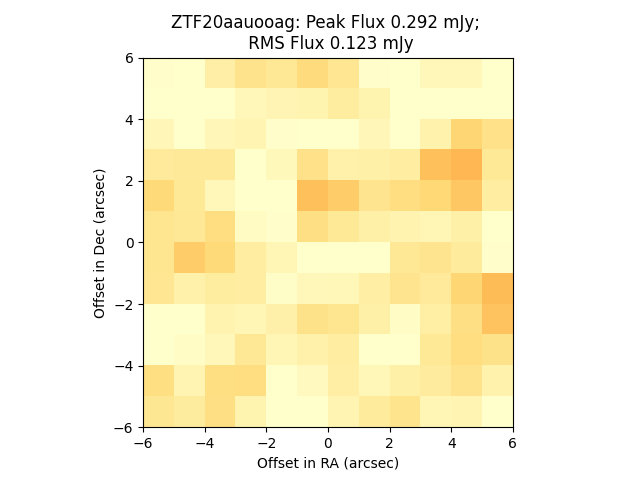 ZTF20aauooag: Peak Flux 0.292 mJy;
RMS Flux 0.123 mJy
6
4
2
0
−2
−4
−6
Offset in Dec (arcsec)
−6 −4 −2 0 2 4 6
Offset in RA (arcsec)